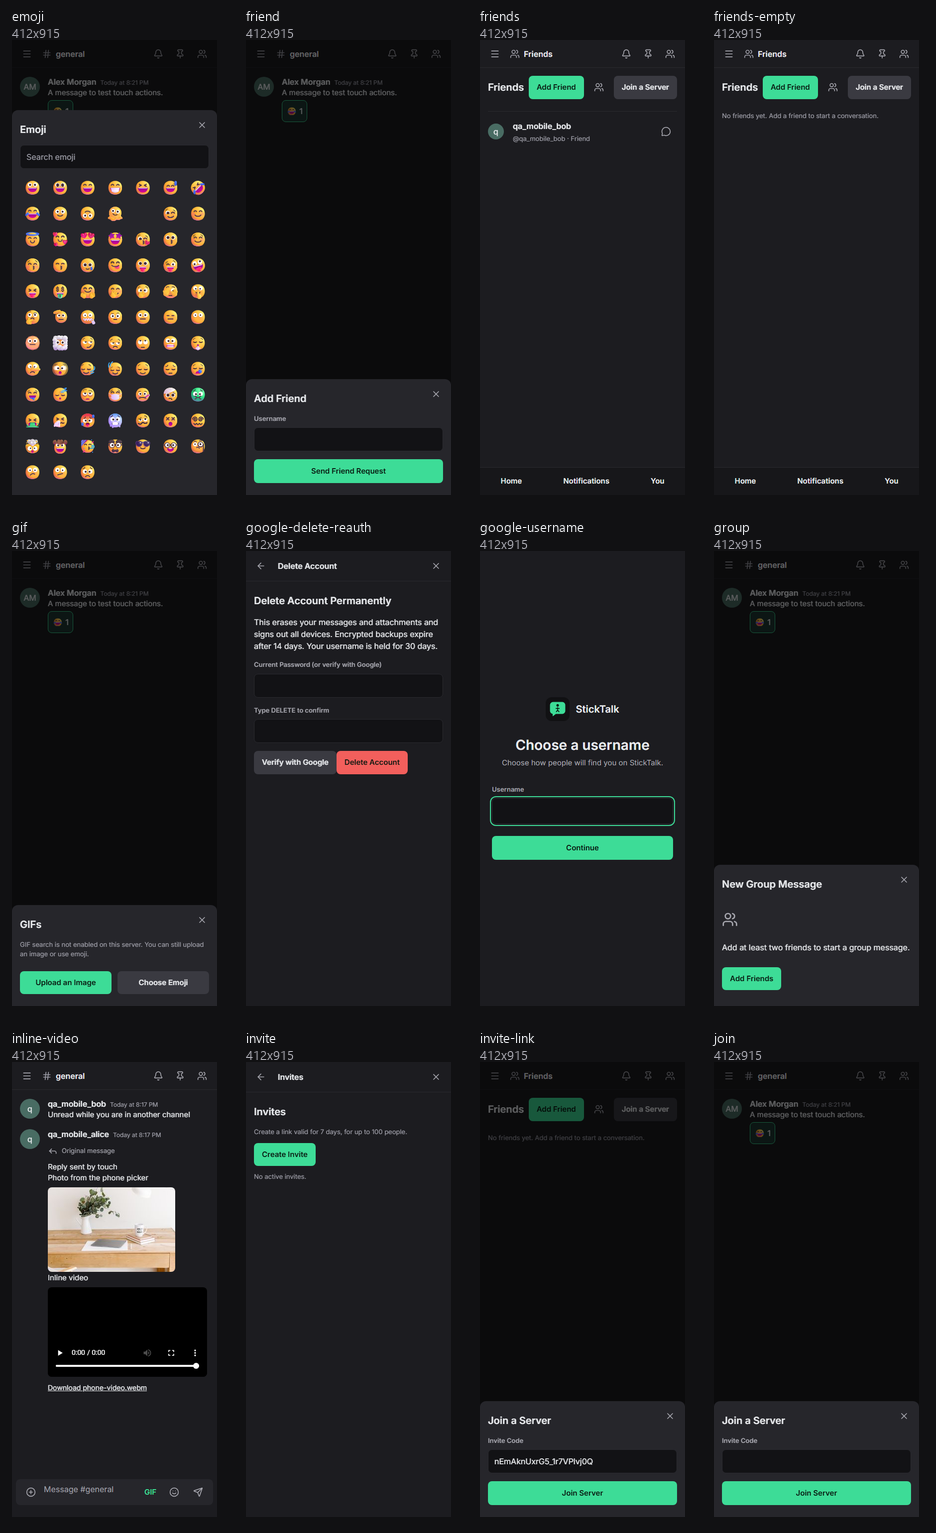 emoji
412x915
# general
Alex Morgan Today at 8:21 PM
A message to test touch actions.
1
Emoji
Search emoji
friend
412x915
# general
AM
Alex Morgan Today at 8:21 PM
A message to test touch actions.
1
Add Friend
Username
Send Friend Request
friends
412x915
Friends
Friends
Add Friend
Join a Server
q
qa_mobile_bob
@qa_mobile_bob · Friend
Home
Notifications
You
friends-empty
412x915
Friends
Friends
Add Friend
Join a Server
No friends yet. Add a friend to start a conversation.
Home
Notifications
You
gif
412x915
# general
AM
Alex Morgan Today at 8:21 PM
A message to test touch actions.
1
GIFs
GIF search is not enabled on this server. You can still upload
an image or use emoji.
Upload an Image
Choose Emoji
google-delete-reauth
412x915
Delete Account
Delete Account Permanently
This erases your messages and attachments and
signs out all devices. Encrypted backups expire
after 14 days. Your username is held for 30 days.
Current Password (or verify with Google)
Type DELETE to confirm
Verify with Google
Delete Account
google-username
412x915
StickTalk
Choose a username
Choose how people will find you on StickTalk.
Username
Continue
group
412x915
# general
AM
Alex Morgan Today at 8:21 PM
A message to test touch actions.
1
New Group Message
Add at least two friends to start a group message.
Add Friends
inline-video
412x915
# general
q
qa_mobile_bob Today at 8:17 PM
Unread while you are in another channel
q
qa_mobile_alice Today at 8:17 PM
Original message
Reply sent by touch
Photo from the phone picker
Inline video
0:00 / 0:00
Download phone-video.webm
Message #general
GIF
invite
412x915
Invites
Invites
Create a link valid for 7 days, for up to 100 people.
Create Invite
No active invites.
invite-link
412x915
Friends
Friends
Add Friend
Join a Server
No friends yet. Add a friend to start a conversation.
Join a Server
Invite Code
nEmAknUxrG5_1r7VPIvj0Q
Join Server
join
412x915
# general
AM
Alex Morgan Today at 8:21 PM
A message to test touch actions.
1
Join a Server
Invite Code
Join Server